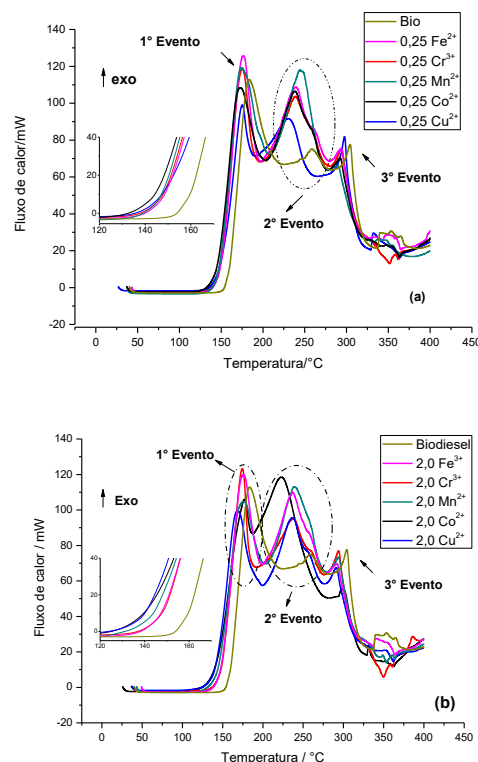 140
120
100
80
60
40
20
0
20
Fluxo de calor/mW
1° Evento
3° Evento
exo
Bio
0,25 Fe²⁺
0,25 Cr³⁺
0,25 Mn²⁺
0,25 Co²⁺
0,25 Cu²⁺
40
20
0
120 140 160
2° Evento
(a)
0 50 100 150 200 250 300 350 400 450
Temperatura/°C
140
120
100
80
60
40
20
0
20
Fluxo de calor / mW
1° Evento
Exo
Biodiesel
2,0 Fe³⁺
2,0 Cr³⁺
2,0 Mn²⁺
2,0 Co²⁺
2,0 Cu²⁺
3° Evento
40
20
0
120 140 160
2° Evento
(b)
0 50 100 150 200 250 300 350 400 450
Temperatura / °C